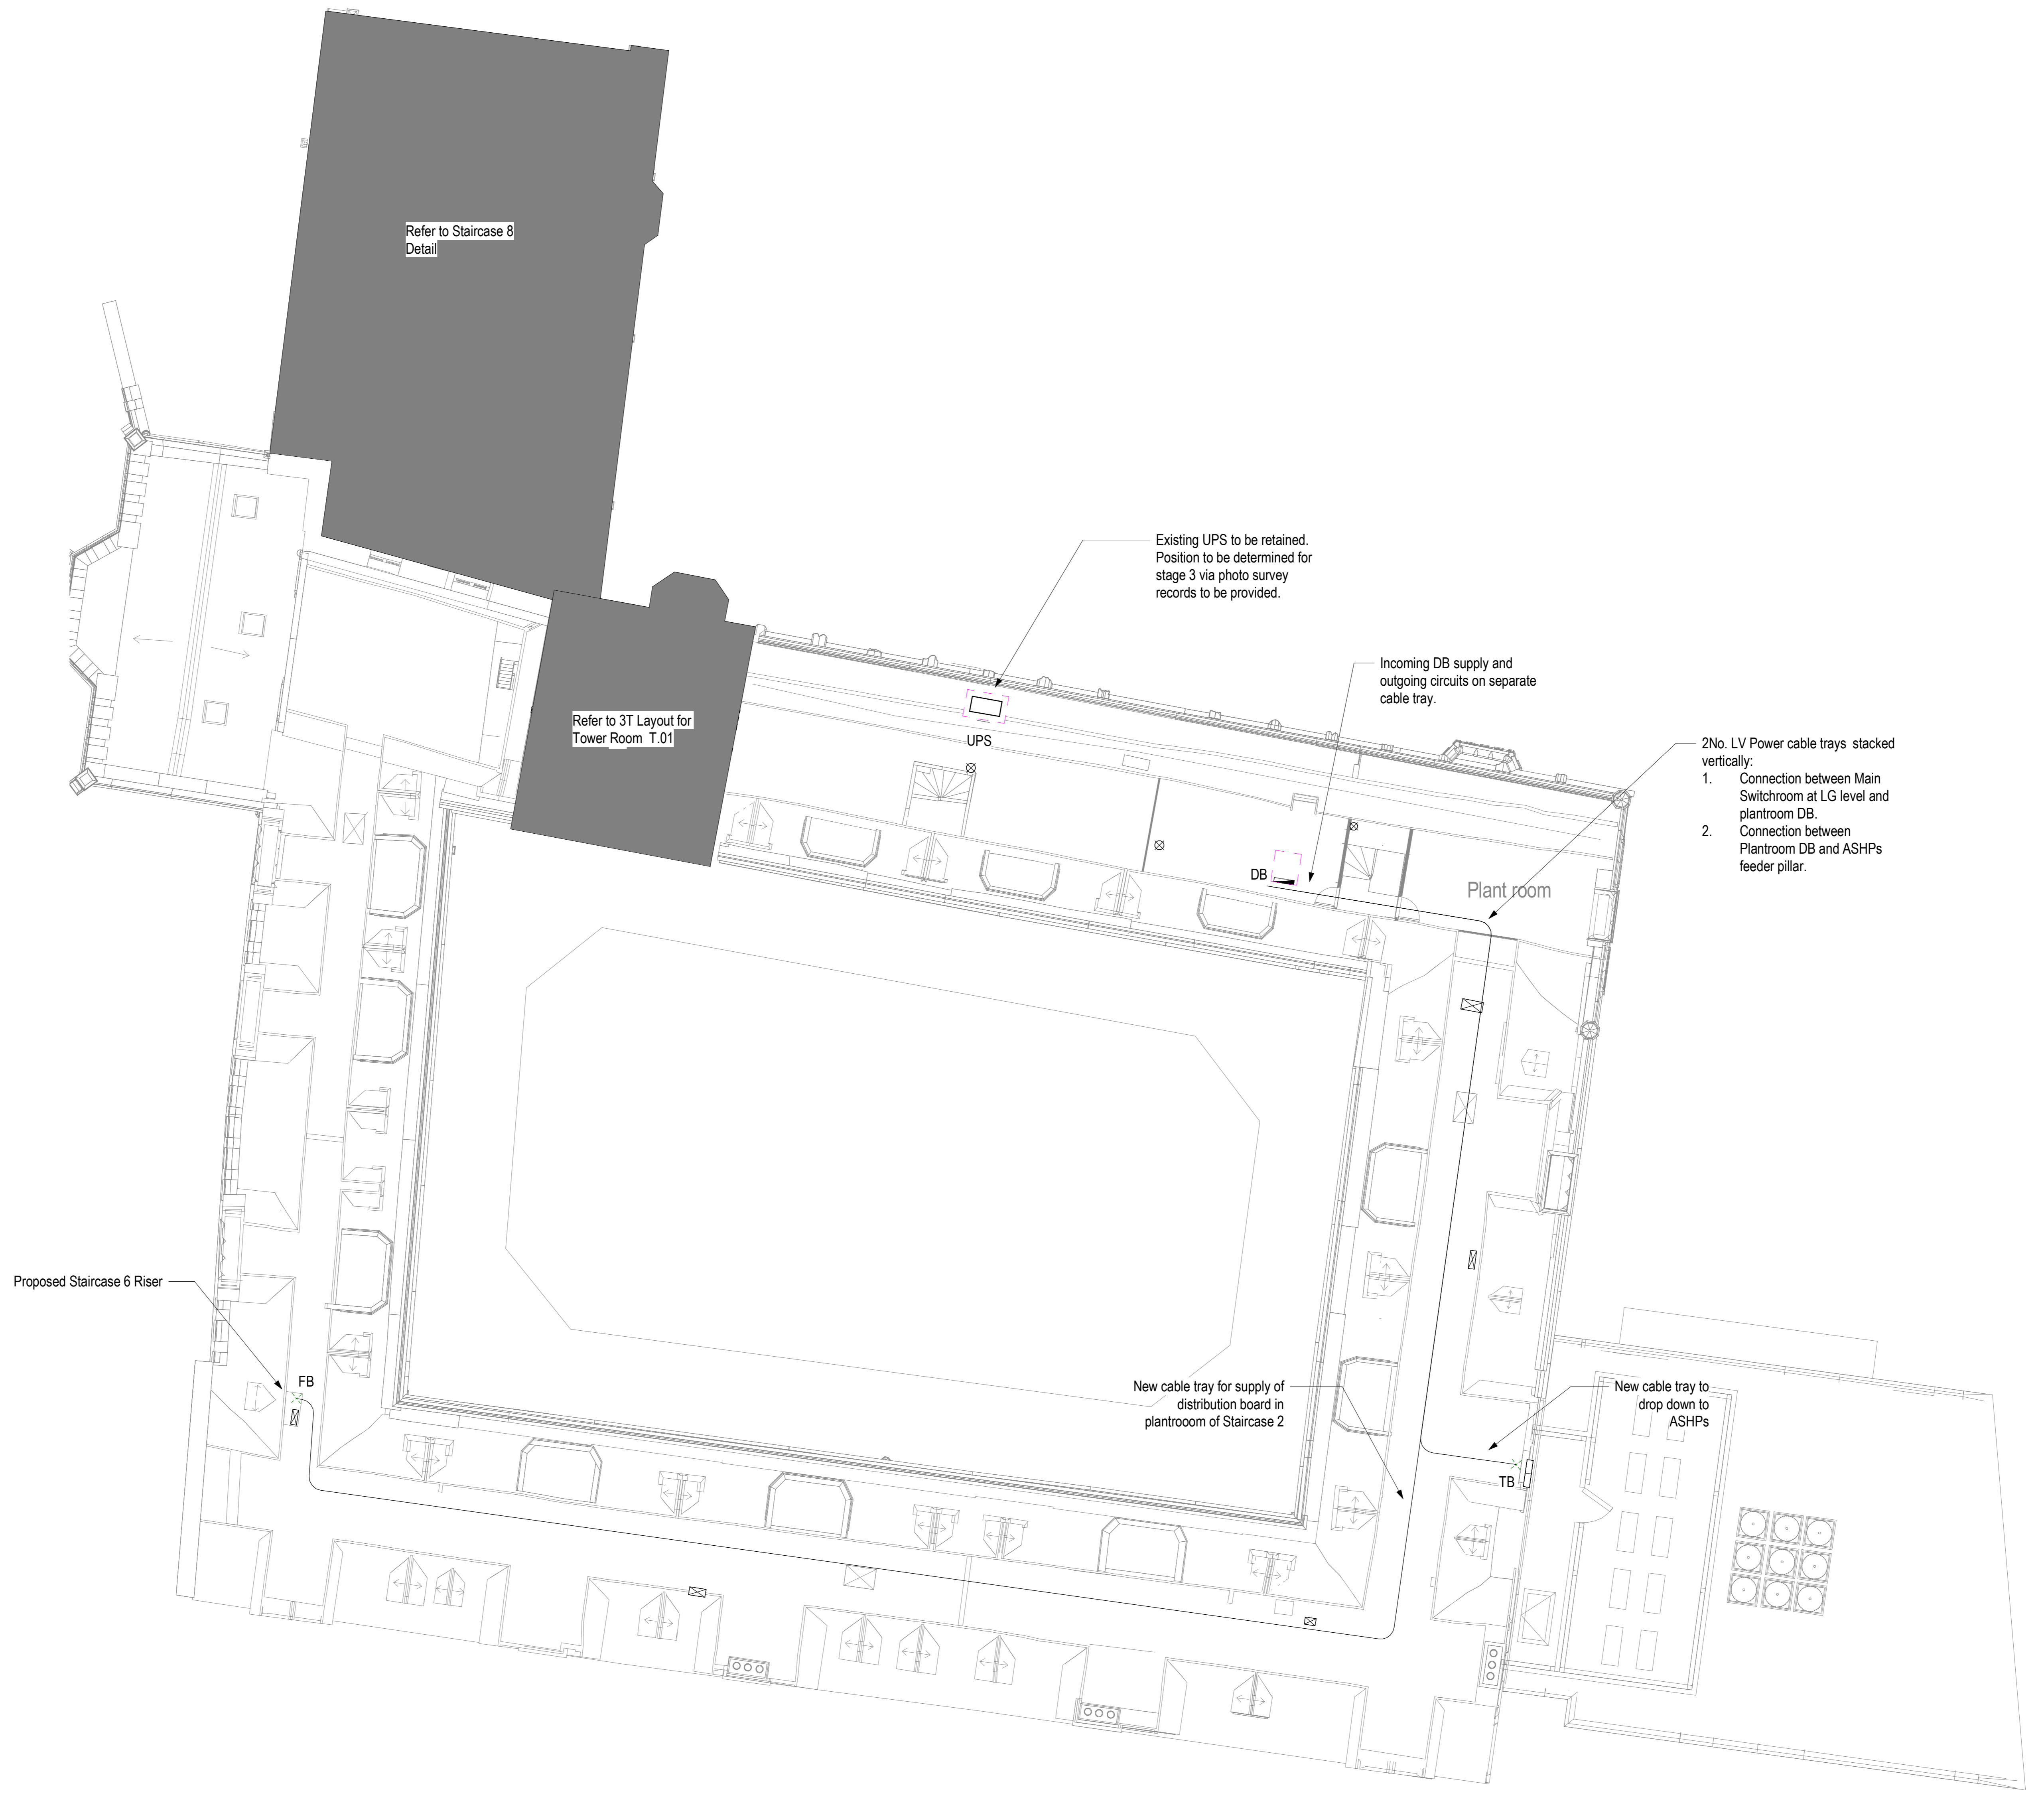 Refer to Staircase 8
Detail
Existing UPS to be retained.
Position to be determined for
stage 3 via photo survey
records to be provided.
Incoming DB supply and
outgoing circuits on separate
cable tray.
Refer to 3T Layout for
Tower Room T.01
UPS
2No. LV Power cable trays stacked
vertically:
1. Connection between Main
Switchroom at LG level and
plantroom DB.
2. Connection between
Plantroom DB and ASHPs
feeder pillar.
DB
Plant room
Proposed Staircase 6 Riser
FB
New cable tray for supply of
distribution board in
plantrooom of Staircase 2
New cable tray to
drop down to
ASHPs
TB